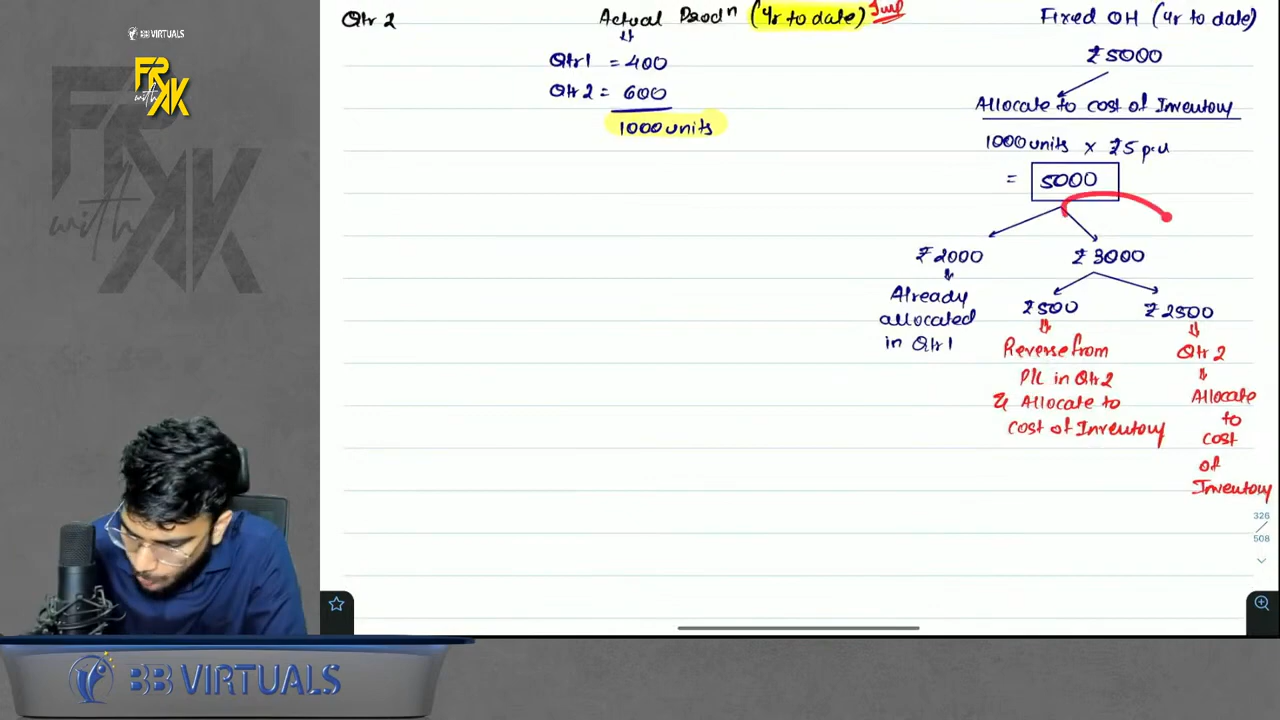 BB VIRTUALS
FR
with AK
FR
with AK
Qtr 2
Actual Prodⁿ (Yr to date) Imp
⇓
Qtr1 = 400
Qtr 2 = 600
1000 units
Fixed OH (Yr to date)
₹5000
Allocate to cost of Inventory
1000 units × ₹5 p.u
= 5000
₹2000
⇓
Already
allocated
in Qtr 1
₹3000
₹500
⇓
Reverse from
P/L in Qtr 2
& Allocate to
cost of Inventory
₹2500
⇓
Qtr 2
⇓
Allocate
to
cost
of
Inventory
326
/
508
BB VIRTUALS